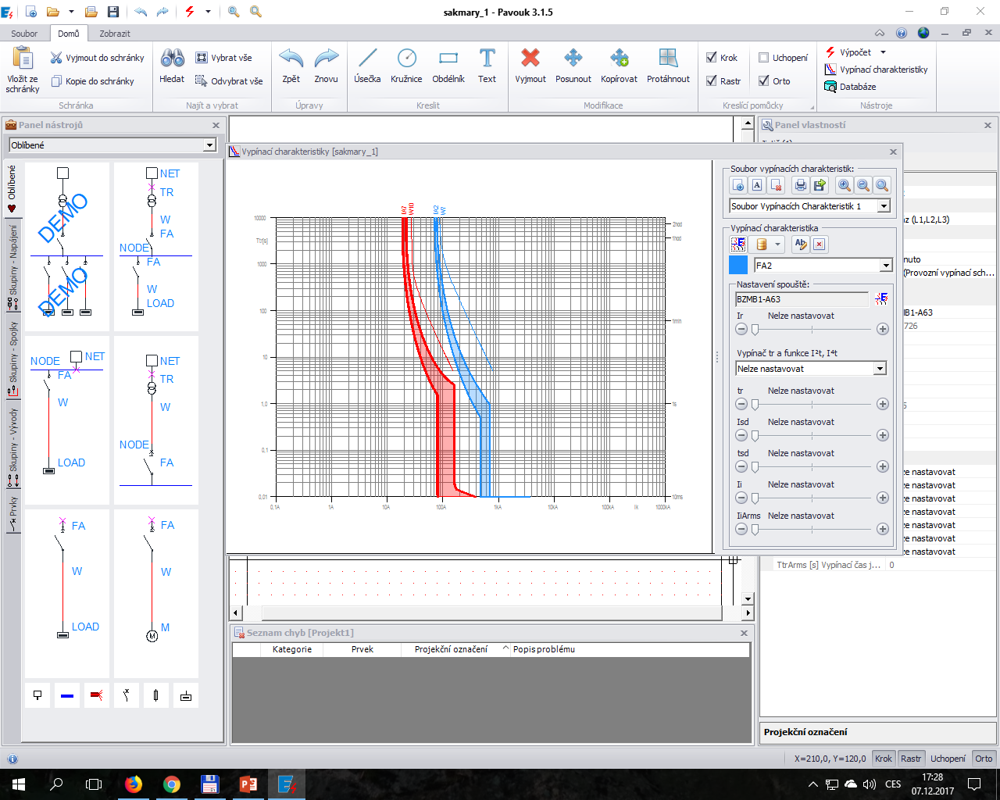 sakmary_1 - Pavouk 3.1.5
Soubor
Domů
Zobrazit
Vložit ze schránky
Vyjmout do schránky
Kopie do schránky
Schránka
Hledat
Vybrat vše
Odvybrat vše
Najít a vybrat
Zpět
Znovu
Úpravy
Úsečka
Kružnice
Obdélník
Text
Kreslit
Vyjmout
Posunout
Kopírovat
Protáhnout
Modifikace
Krok
Rastr
Uchopení
Orto
Kreslící pomůcky
Výpočet
Vypínací charakteristiky
Databáze
Nástroje
Panel nástrojů
Oblíbené
Oblíbené
Skupiny - Napájení
Skupiny - Spojky
Skupiny - Vývody
Prvky
DEMO
DEMO
NET
TR
W
FA
NODE
FA
W
LOAD
NODE
NET
FA
W
LOAD
NET
TR
W
NODE
FA
FA
W
LOAD
FA
W
M
M
Vypínací charakteristiky [sakmary_1]
FA7
W10
FA2
W7
10000
Ttr[s]
1000
100
10
1.0
0.1
0.01
0.1A
1A
10A
100A
1kA
10kA
100kA
IX
1000kA
2hod
1hod
1min
1s
10ms
Soubor vypínacích charakteristik:
Soubor Vypínacích Charakteristik 1
Vypínací charakteristika
FA2
Nastavení spouště:
BZMB1-A63
Ir Nelze nastavovat
Vypínač tr a funkce I²t, I⁴t
Nelze nastavovat
tr Nelze nastavovat
Isd Nelze nastavovat
tsd Nelze nastavovat
Ii Nelze nastavovat
IiArms Nelze nastavovat
Panel vlastností
z (L1,L2,L3)
nuto
(Provozní vypínací sch...
MB1-A63
726
ze nastavovat
ze nastavovat
ze nastavovat
ze nastavovat
ze nastavovat
ze nastavovat
ze nastavovat
TtrArms [s] Vypínací čas j... 0
Projekční označení
Seznam chyb [Projekt1]
Kategorie Prvek Projekční označení Popis problému
X=210,0, Y=120,0 Krok Rastr Uchopení Orto
CES
17:28
07.12.2017